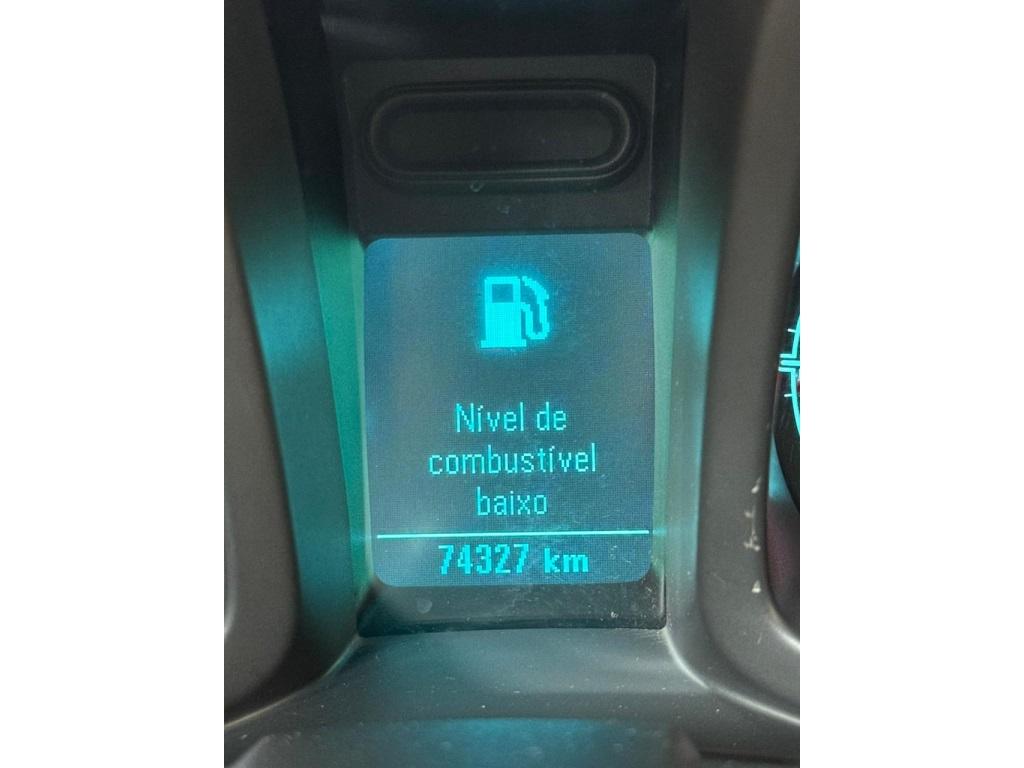 Nível de
combustível
baixo
74327 km